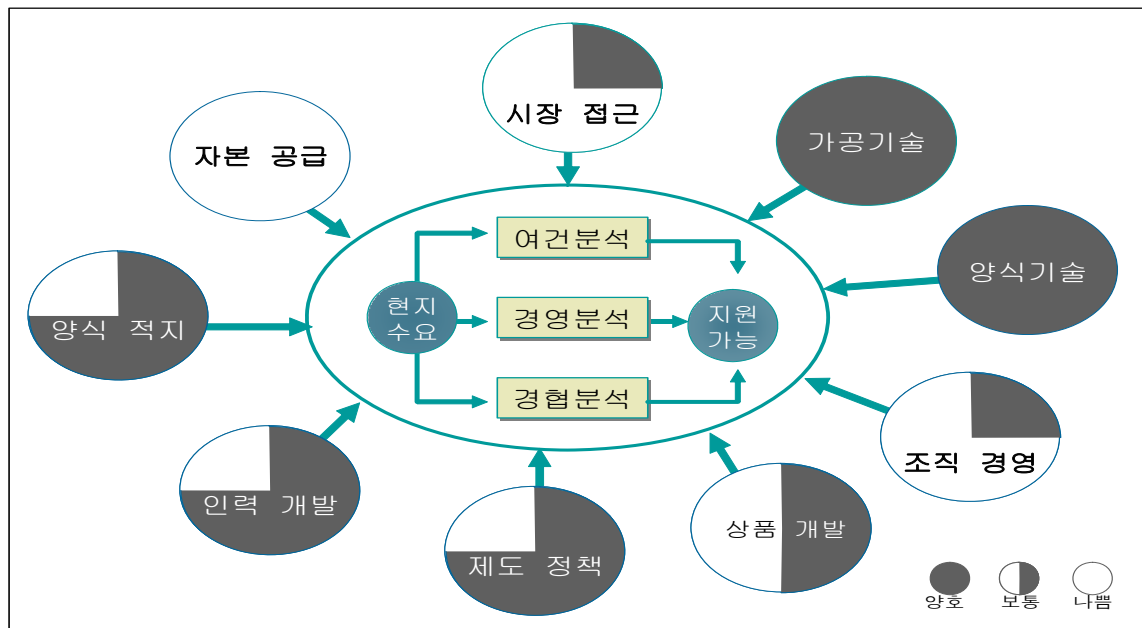 시장 접근
자본 공급
가공기술
양식기술
양식 적지
여건분석
현지
수요
경영분석
지원
가능
경협분석
조직 경영
인력 개발
제도 정책
상품 개발
양호
보통
나쁨